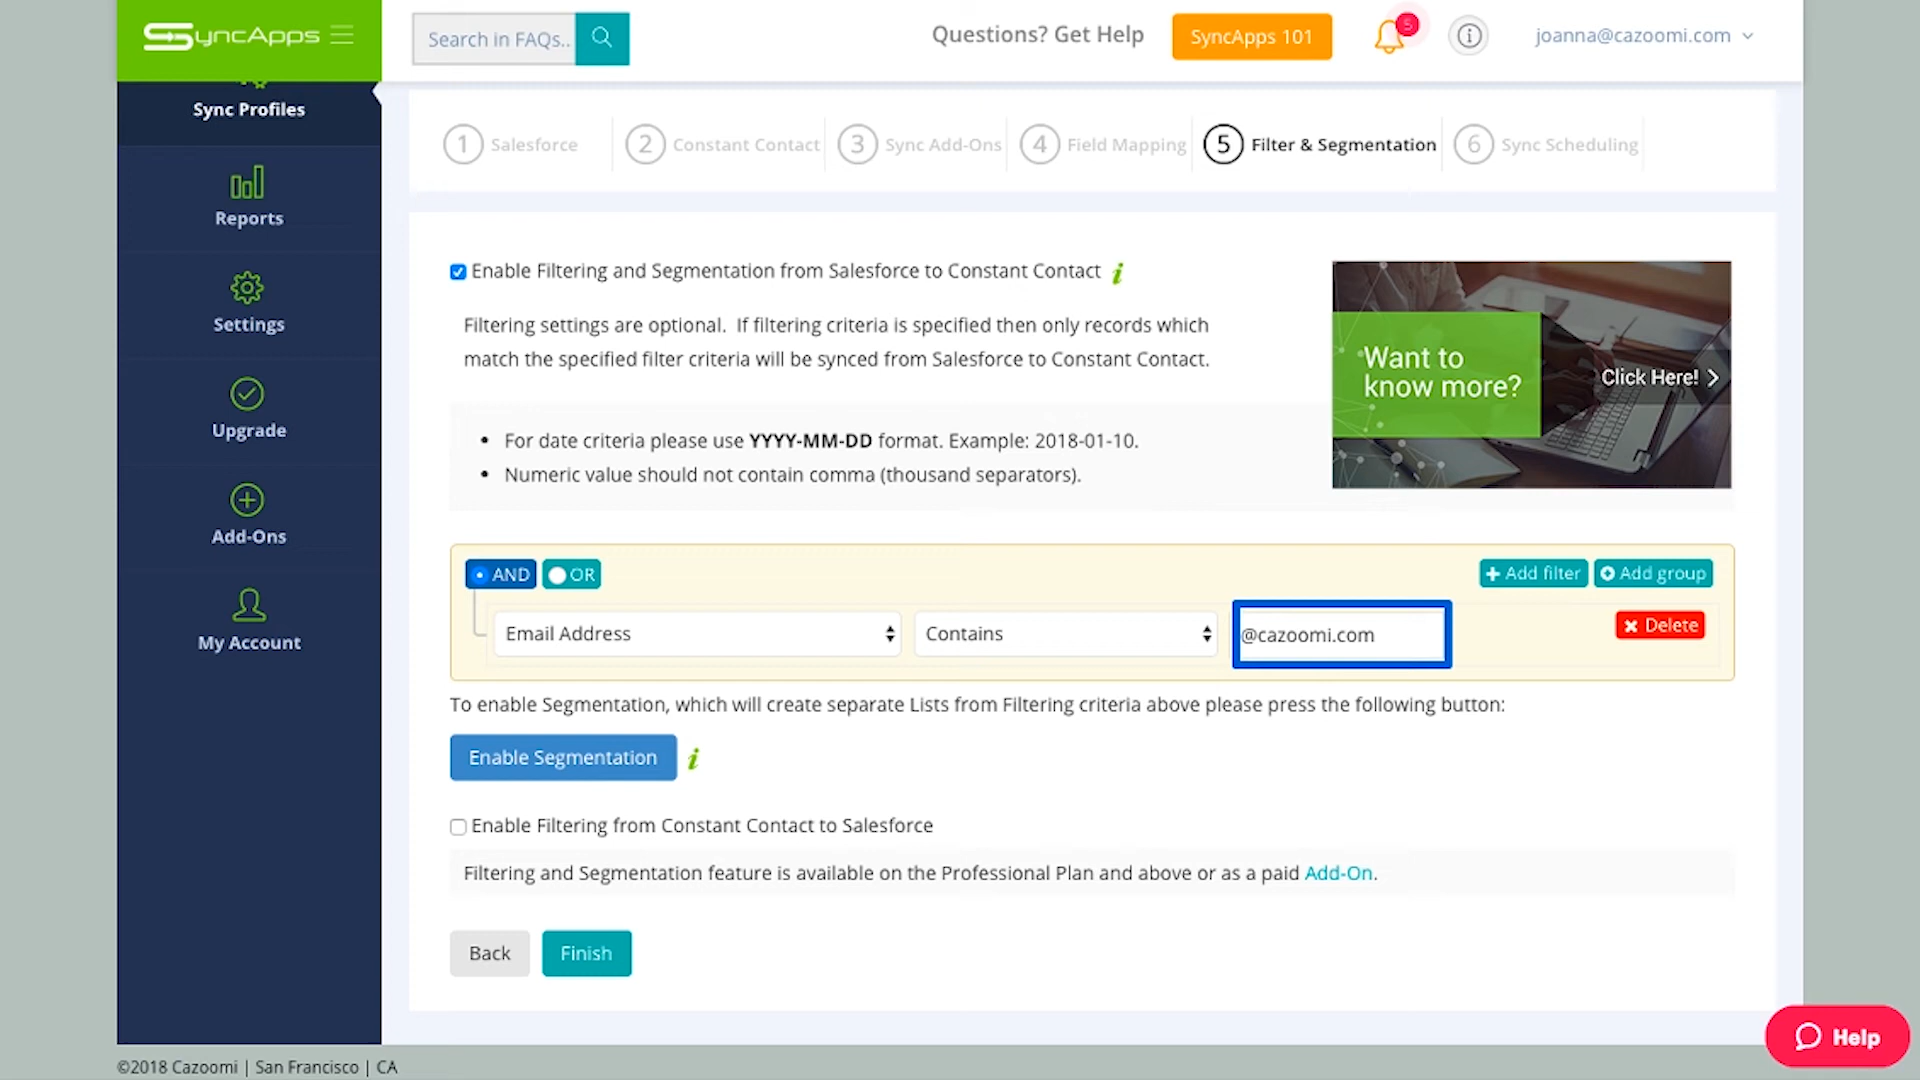 SyncApps
Search in FAQs..
Questions? Get Help
SyncApps 101
5
joanna@cazoomi.com
Sync Profiles
Reports
Settings
Upgrade
Add-Ons
My Account
1 Salesforce
2 Constant Contact
3 Sync Add-Ons
4 Field Mapping
5 Filter & Segmentation
6 Sync Scheduling
Enable Filtering and Segmentation from Salesforce to Constant Contact i
Filtering settings are optional. If filtering criteria is specified then only records which
match the specified filter criteria will be synced from Salesforce to Constant Contact.
• For date criteria please use YYYY-MM-DD format. Example: 2018-01-10.
• Numeric value should not contain comma (thousand separators).
Want to
know more?
Click Here!
AND
OR
Add filter
Add group
Email Address
Contains
@cazoomi.com
Delete
To enable Segmentation, which will create separate Lists from Filtering criteria above please press the following button:
Enable Segmentation i
Enable Filtering from Constant Contact to Salesforce
Filtering and Segmentation feature is available on the Professional Plan and above or as a paid Add-On.
Back
Finish
Help
©2018 Cazoomi | San Francisco | CA